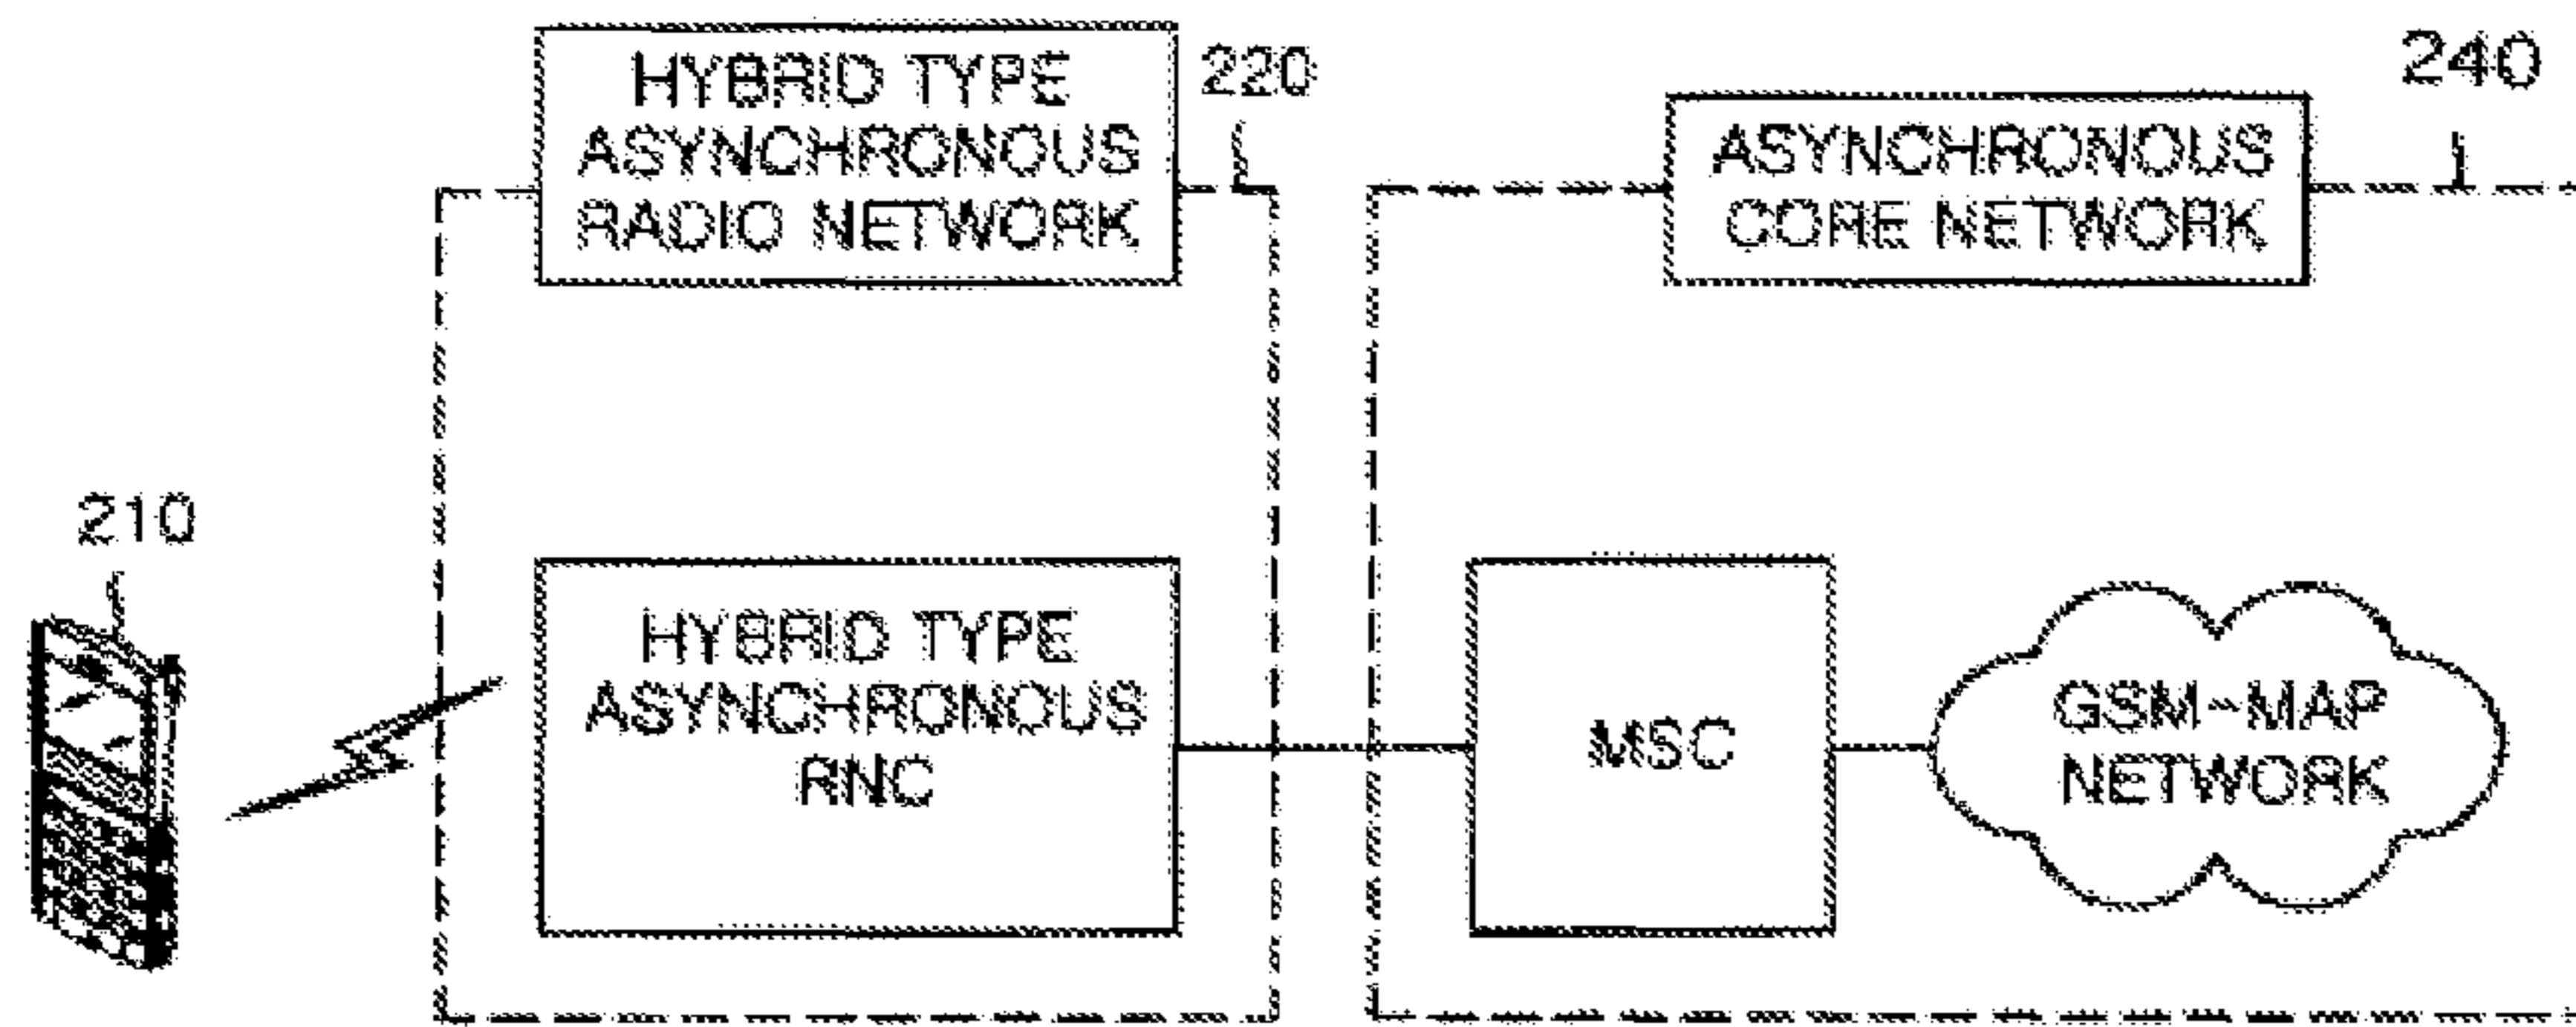 HYBRID TYPE
ASYNCHRONOUS
RADIO NETWORK
220
ASYNCHRONOUS
CORE NETWORK
240
210
HYBRID TYPE
ASYNCHRONOUS
RNC
MSC
GSM-MAP
NETWORK